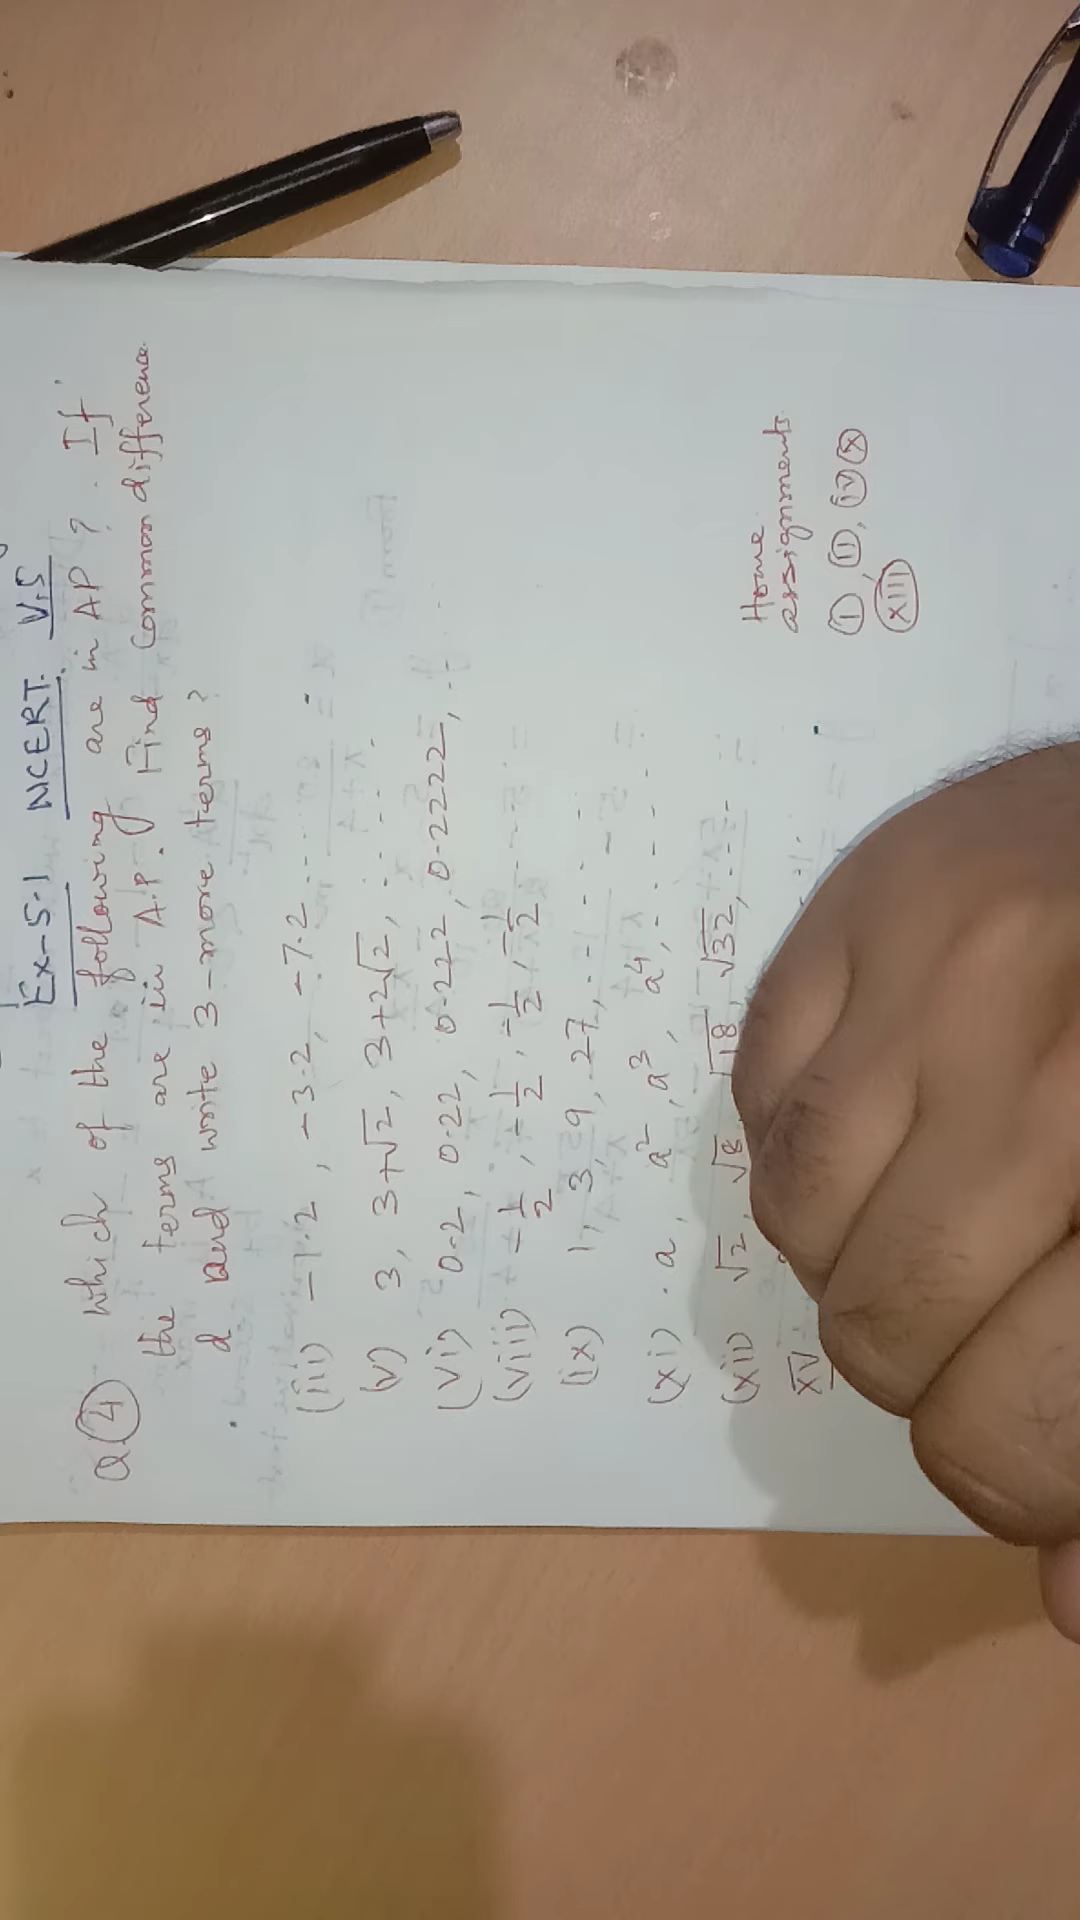 Ex-5.1 NCERT. V.S
Q(4) Which of the following are in AP? If
the terms are in A.P. Find Common difference
d and write 3-more terms?
(iii) -1.2, -3.2, -7.2 ......
(v) 3, 3+√2, 3+2√2, ......
(vi) 0.2, 0.22, 0.222, 0.2222, ....
(viii) -1/2, -1/2, -1/2, -1/2, ......
(ix) 1, 3, 9, 27, ......
(xi) . a, a², a³, a⁴, ......
(xii) √2, √8, √18, √32, .....
XV
Home
assignments
(i), (ii), (iv) (x)
(xiii)